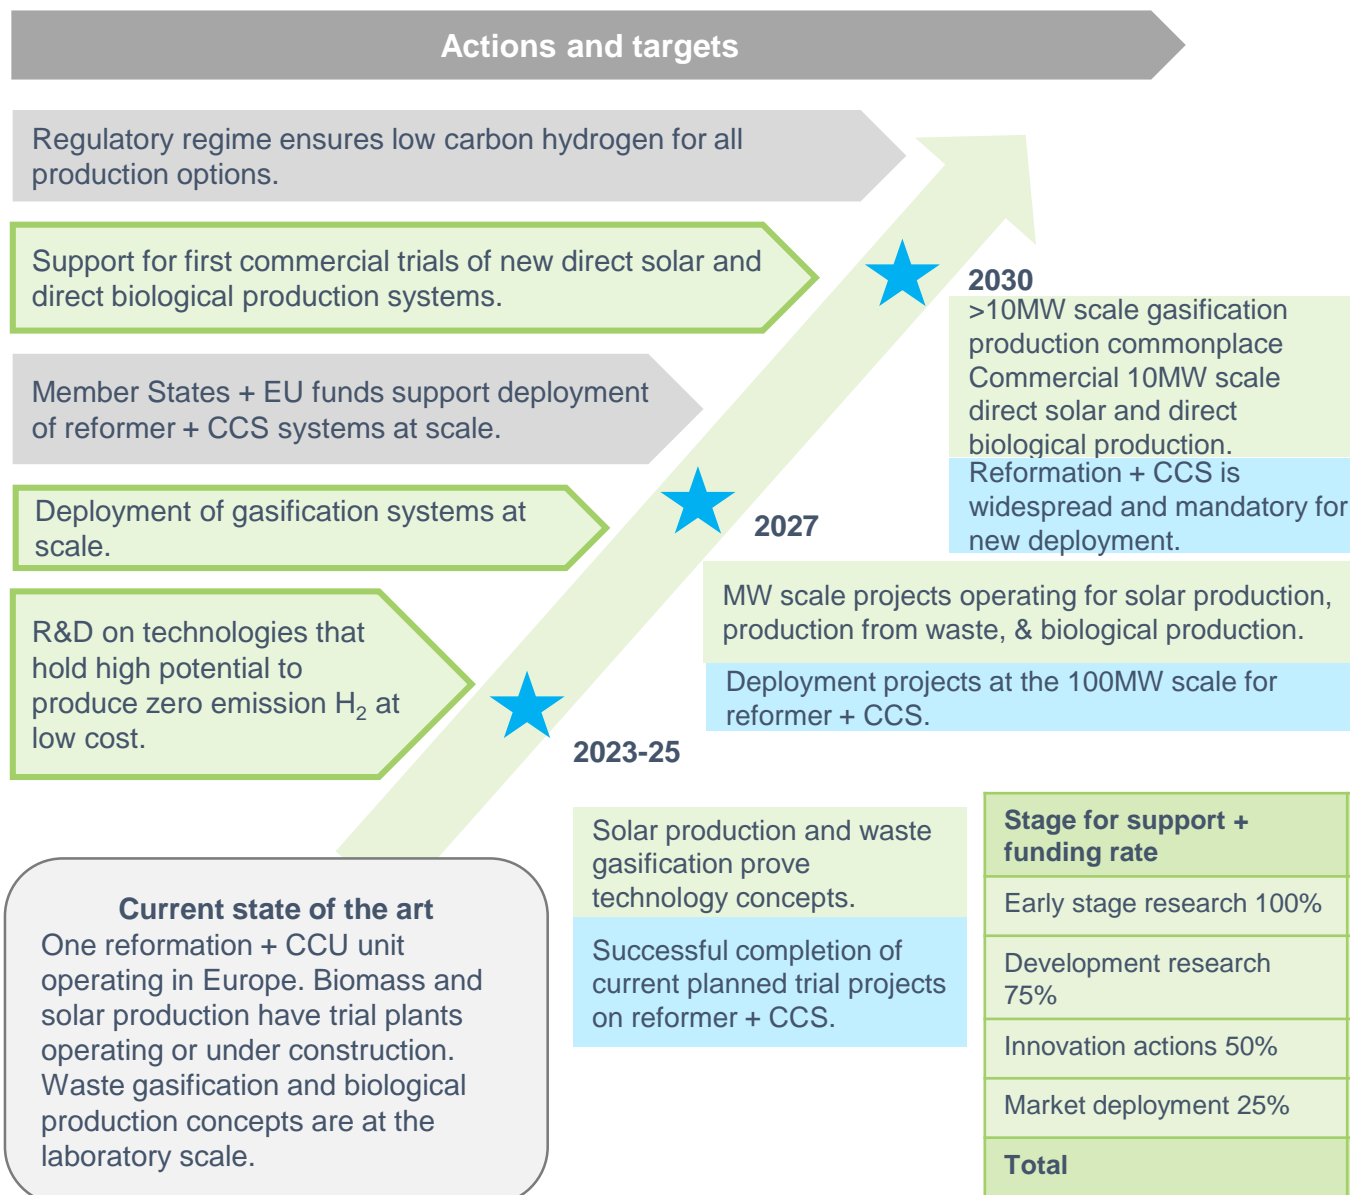 Actions and targets
Regulatory regime ensures low carbon hydrogen for all
production options.
Support for first commercial trials of new direct solar and
direct biological production systems.
Member States + EU funds support deployment
of reformer + CCS systems at scale.
Deployment of gasification systems at
scale.
R&D on technologies that
hold high potential to
produce zero emission H₂ at
low cost.
2030
>10MW scale gasification
production commonplace
Commercial 10MW scale
direct solar and direct
biological production.
Reformation + CCS is
widespread and mandatory for
new deployment.
2027
MW scale projects operating for solar production,
production from waste, & biological production.
Deployment projects at the 100MW scale for
reformer + CCS.
2023-25
Solar production and waste
gasification prove
technology concepts.
Successful completion of
current planned trial projects
on reformer + CCS.
Current state of the art
One reformation + CCU unit
operating in Europe. Biomass and
solar production have trial plants
operating or under construction.
Waste gasification and biological
production concepts are at the
laboratory scale.
Stage for support +
funding rate
Early stage research 100%
Development research
75%
Innovation actions 50%
Market deployment 25%
Total